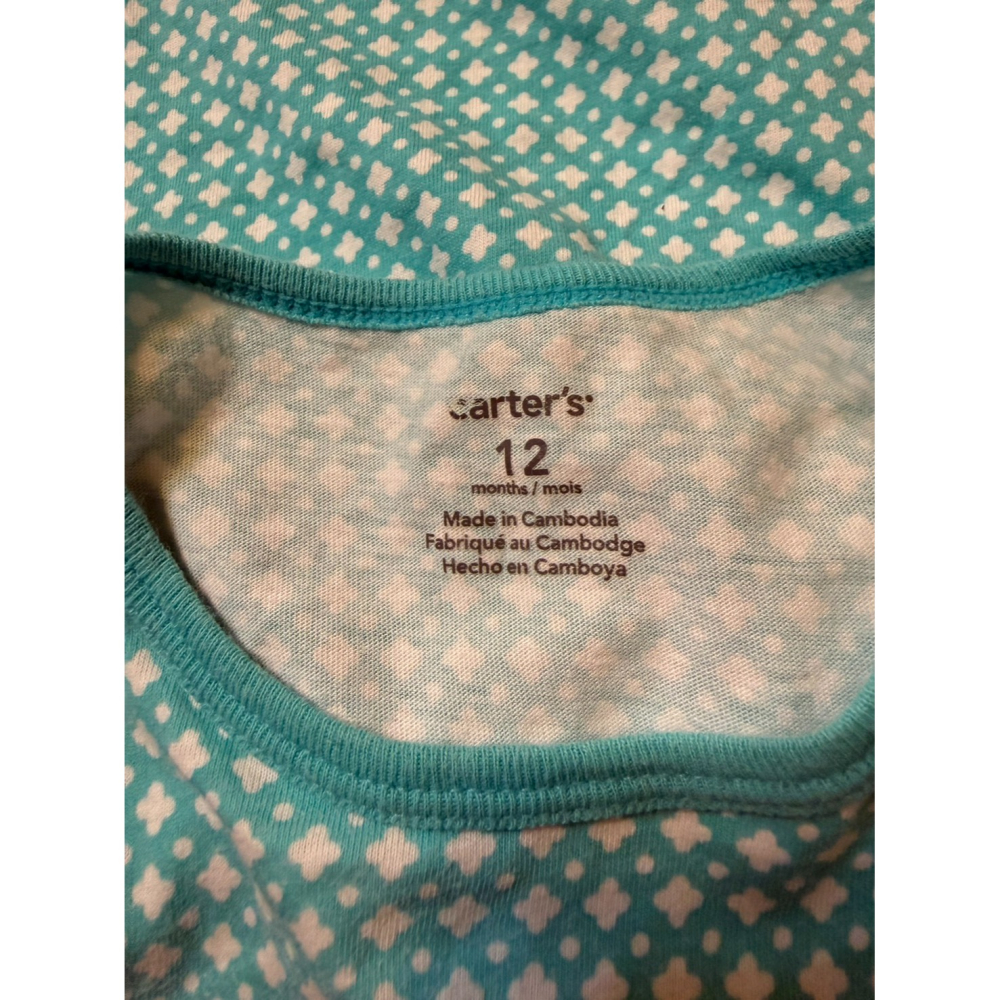 carter's
12
months / mois
Made in Cambodia
Fabriqué au Cambodge
Hecho en Camboya